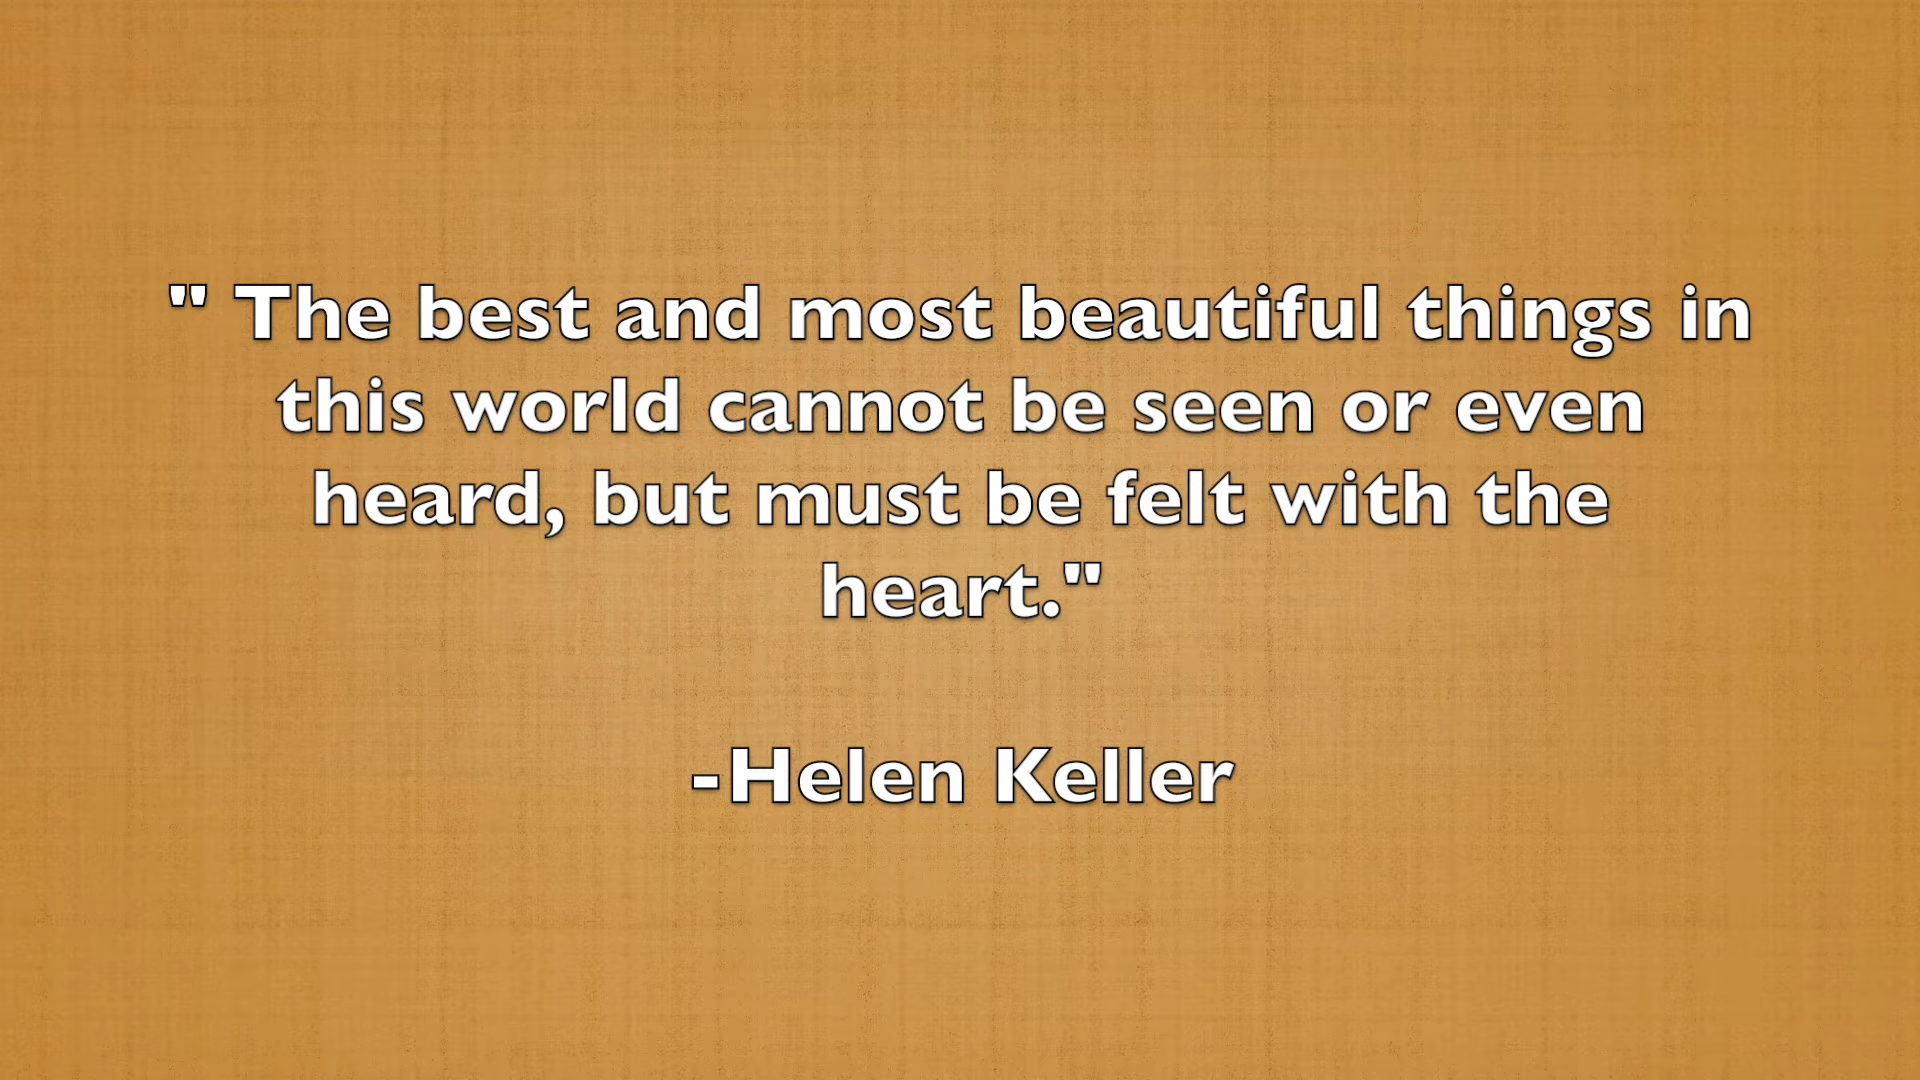 " The best and most beautiful things in
this world cannot be seen or even
heard, but must be felt with the
heart."
-Helen Keller